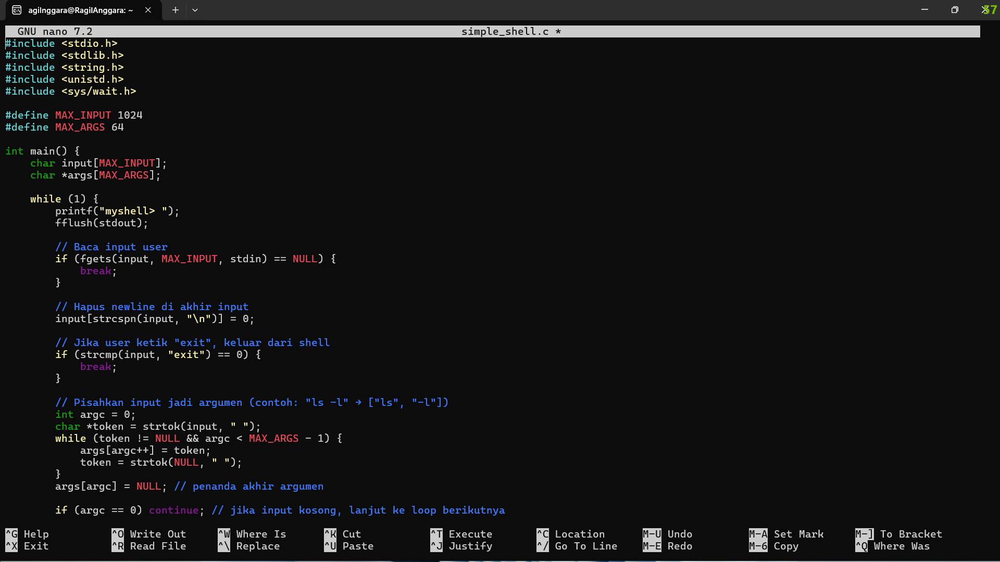 agilnggara@RagilAnggara: ~
57
GNU nano 7.2 simple_shell.c *
#include <stdio.h>
#include <stdlib.h>
#include <string.h>
#include <unistd.h>
#include <sys/wait.h>
#define MAX_INPUT 1024
#define MAX_ARGS 64
int main() {
    char input[MAX_INPUT];
    char *args[MAX_ARGS];
    while (1) {
        printf("myshell> ");
        fflush(stdout);
        // Baca input user
        if (fgets(input, MAX_INPUT, stdin) == NULL) {
            break;
        }
        // Hapus newline di akhir input
        input[strcspn(input, "\n")] = 0;
        // Jika user ketik "exit", keluar dari shell
        if (strcmp(input, "exit") == 0) {
            break;
        }
        // Pisahkan input jadi argumen (contoh: "ls -l" → ["ls", "-l"])
        int argc = 0;
        char *token = strtok(input, " ");
        while (token != NULL && argc < MAX_ARGS - 1) {
            args[argc++] = token;
            token = strtok(NULL, " ");
        }
        args[argc] = NULL; // penanda akhir argumen
        if (argc == 0) continue; // jika input kosong, lanjut ke loop berikutnya
^G Help ^O Write Out ^W Where Is ^K Cut ^T Execute ^C Location M-U Undo M-A Set Mark M-] To Bracket
^X Exit ^R Read File ^\ Replace ^U Paste ^J Justify ^/ Go To Line M-E Redo M-6 Copy ^Q Where Was